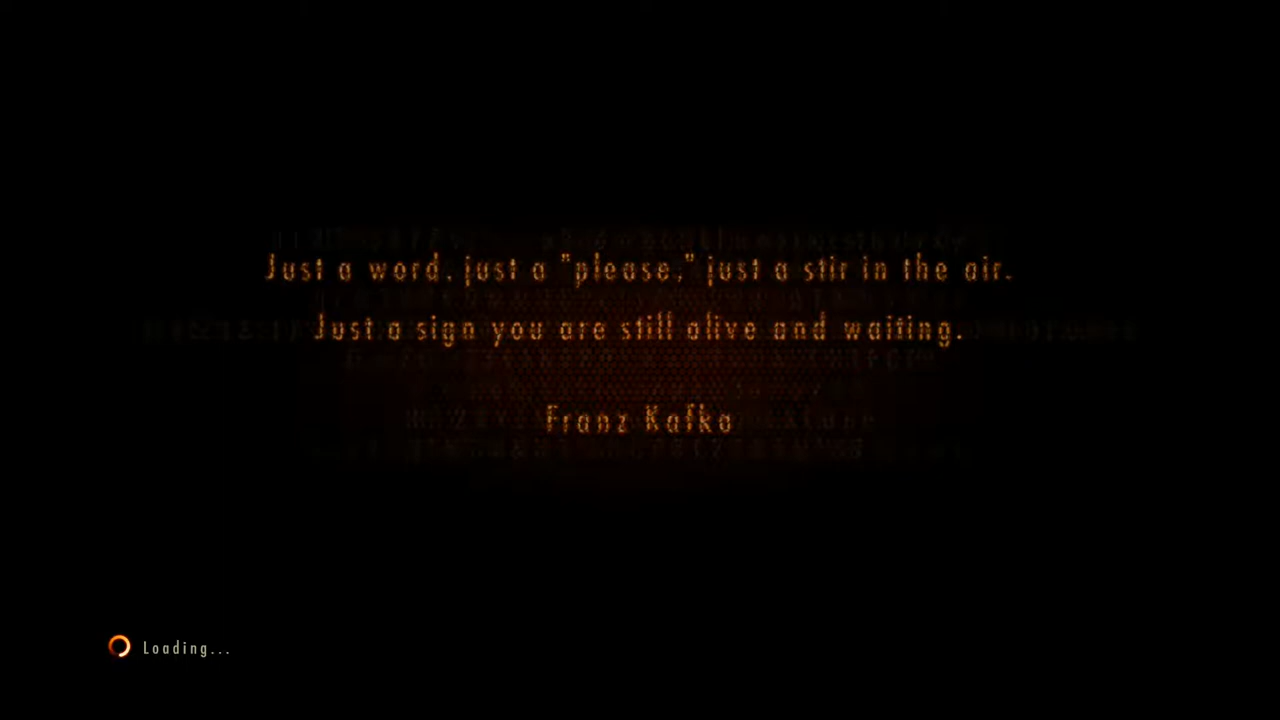 Just a word, just a "please," just a stir in the air.
Just a sign you are still alive and waiting.
Franz Kafka
Loading...